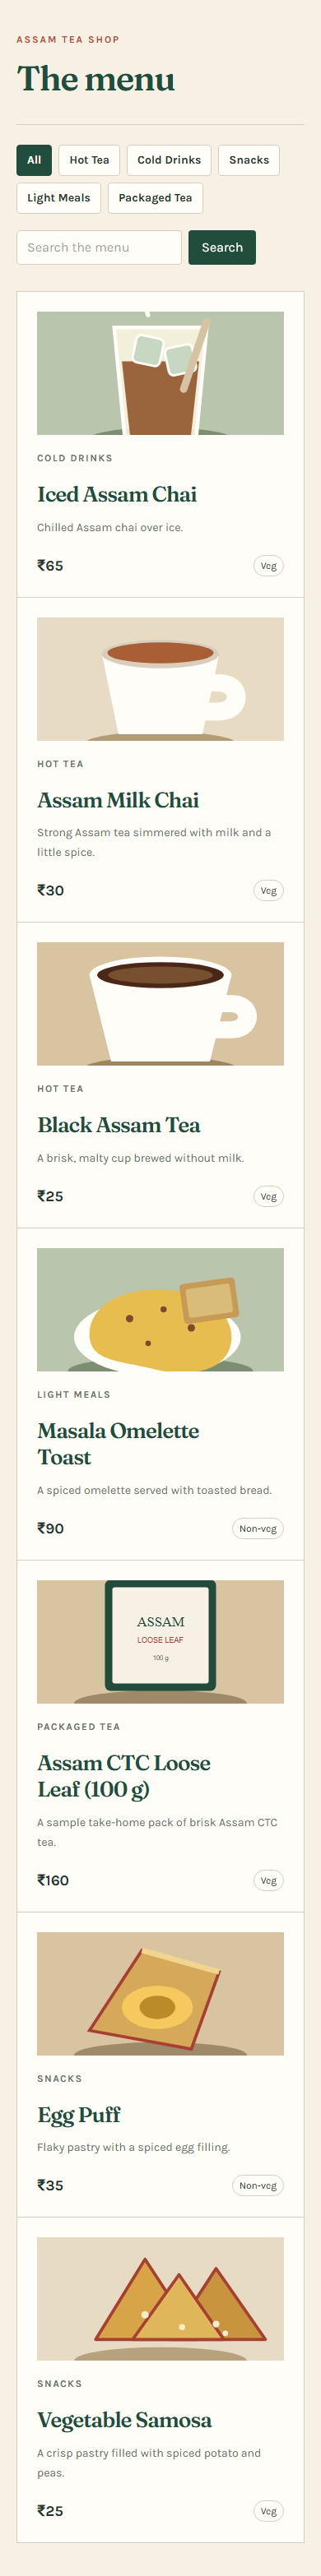 ASSAM TEA SHOP
The menu
All Hot Tea Cold Drinks Snacks
Light Meals Packaged Tea
Search the menu Search
COLD DRINKS
Iced Assam Chai
Chilled Assam chai over ice.
₹65 Veg
HOT TEA
Assam Milk Chai
Strong Assam tea simmered with milk and a
little spice.
₹30 Veg
HOT TEA
Black Assam Tea
A brisk, malty cup brewed without milk.
₹25 Veg
LIGHT MEALS
Masala Omelette
Toast
A spiced omelette served with toasted bread.
₹90 Non-veg
ASSAM
LOOSE LEAF
100 g
PACKAGED TEA
Assam CTC Loose
Leaf (100 g)
A sample take-home pack of brisk Assam CTC
tea.
₹160 Veg
SNACKS
Egg Puff
Flaky pastry with a spiced egg filling.
₹35 Non-veg
SNACKS
Vegetable Samosa
A crisp pastry filled with spiced potato and
peas.
₹25 Veg